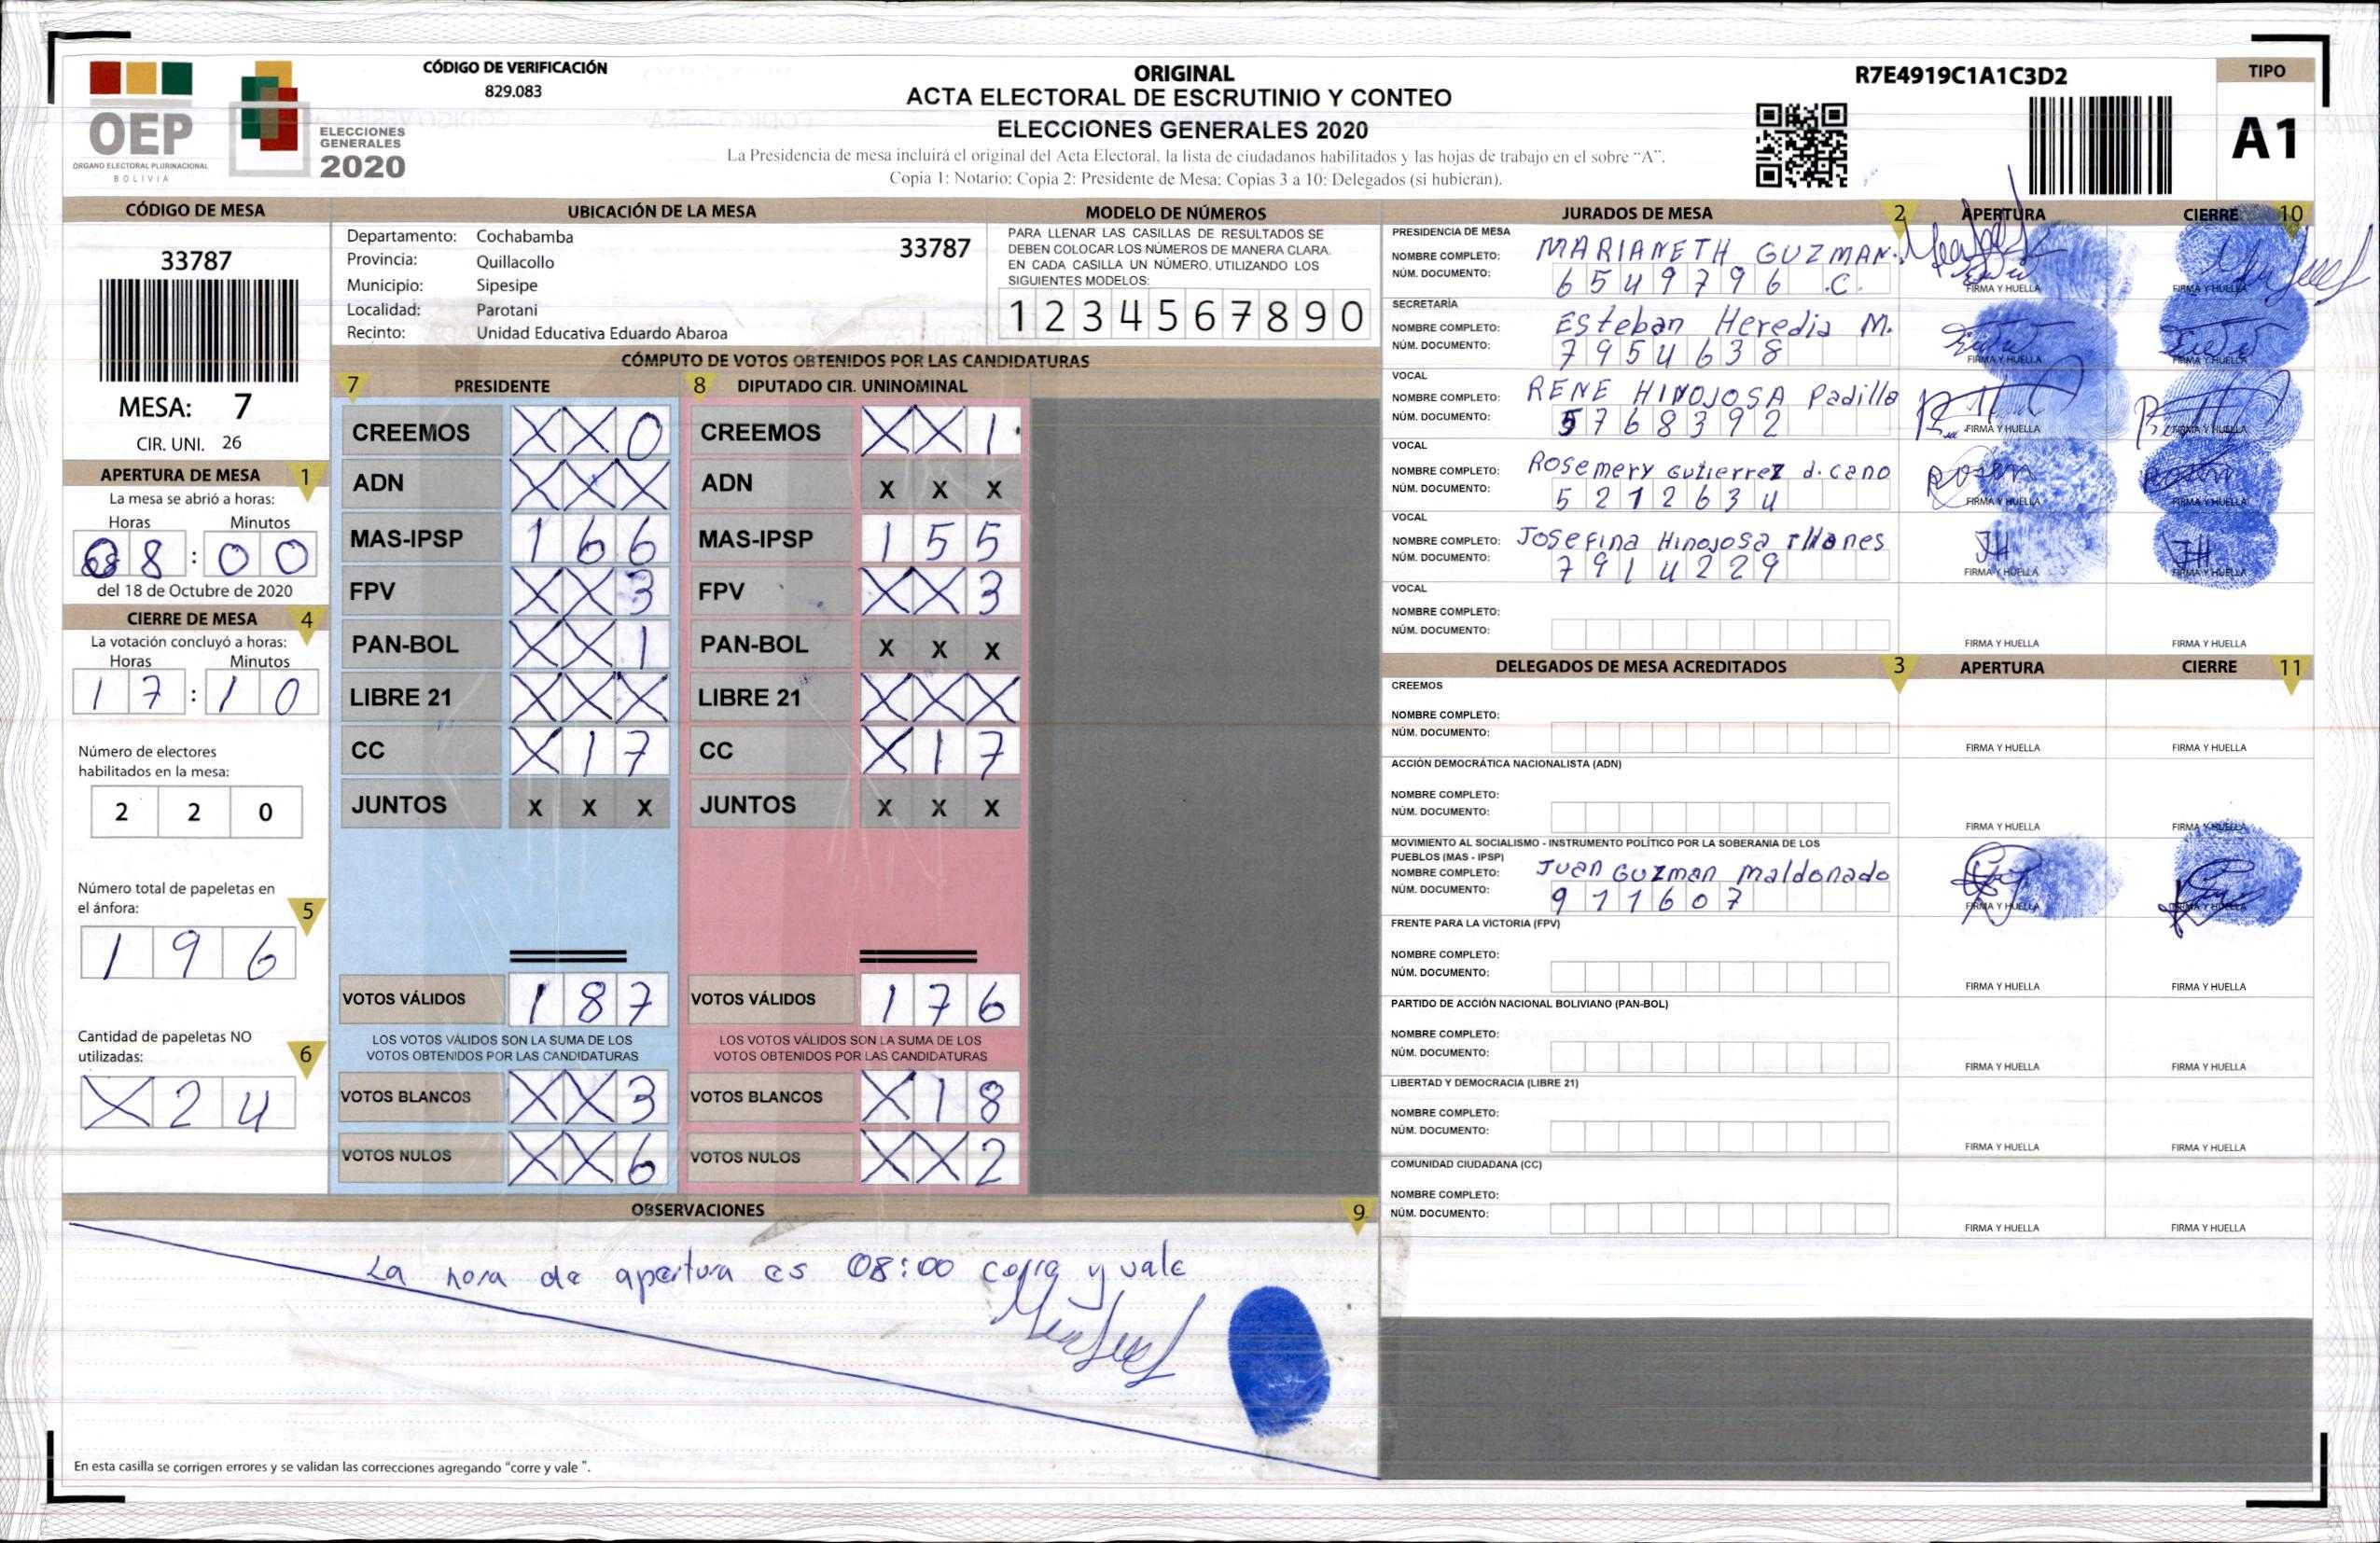 OEP
ÓRGANO ELECTORAL PLURINACIONAL
BOLIVIA
ELECCIONES
GENERALES
2020
CÓDIGO DE VERIFICACIÓN
829.083
ORIGINAL
ACTA ELECTORAL DE ESCRUTINIO Y CONTEO
ELECCIONES GENERALES 2020
La Presidencia de mesa incluirá el original del Acta Electoral, la lista de ciudadanos habilitados y las hojas de trabajo en el sobre “A”.
Copia 1: Notario; Copia 2: Presidente de Mesa; Copias 3 a 10: Delegados (si hubieran).
R7E4919C1A1C3D2
TIPO
A1
CÓDIGO DE MESA
33787
MESA: 7
CIR. UNI. 26
APERTURA DE MESA 1
La mesa se abrió a horas:
Horas Minutos
08:00
del 18 de Octubre de 2020
CIERRE DE MESA 4
La votación concluyó a horas:
Horas Minutos
17:10
Número de electores
habilitados en la mesa:
2 2 0
Número total de papeletas en
el ánfora: 5
1 9 6
Cantidad de papeletas NO
utilizadas: 6
X 2 4
UBICACIÓN DE LA MESA
Departamento: Cochabamba 33787
Provincia: Quillacollo
Municipio: Sipesipe
Localidad: Parotani
Recinto: Unidad Educativa Eduardo Abaroa
MODELO DE NÚMEROS
PARA LLENAR LAS CASILLAS DE RESULTADOS SE
DEBEN COLOCAR LOS NÚMEROS DE MANERA CLARA.
EN CADA CASILLA UN NÚMERO, UTILIZANDO LOS
SIGUIENTES MODELOS:
1 2 3 4 5 6 7 8 9 0
CÓMPUTO DE VOTOS OBTENIDOS POR LAS CANDIDATURAS
7 PRESIDENTE 8 DIPUTADO CIR. UNINOMINAL
CREEMOS X X 0 CREEMOS X X 1
ADN X X X ADN X X X
MAS-IPSP 1 6 6 MAS-IPSP 1 5 5
FPV X X 3 FPV X X 3
PAN-BOL X X 1 PAN-BOL X X X
LIBRE 21 X X X LIBRE 21 X X X
CC X 1 7 CC X 1 7
JUNTOS X X X JUNTOS X X X
VOTOS VÁLIDOS 1 8 7 VOTOS VÁLIDOS 1 7 6
LOS VOTOS VÁLIDOS SON LA SUMA DE LOS LOS VOTOS VÁLIDOS SON LA SUMA DE LOS
VOTOS OBTENIDOS POR LAS CANDIDATURAS VOTOS OBTENIDOS POR LAS CANDIDATURAS
VOTOS BLANCOS X X 3 VOTOS BLANCOS X 1 8
VOTOS NULOS X X 6 VOTOS NULOS X X 2
OBSERVACIONES 9
La hora de apertura es 08:00 corre y vale
En esta casilla se corrigen errores y se validan las correcciones agregando “corre y vale ”.
JURADOS DE MESA 2 APERTURA CIERRE 10
PRESIDENCIA DE MESA
NOMBRE COMPLETO: MARIANETH GUZMAN.
NÚM. DOCUMENTO: 6549796 .C.
FIRMA Y HUELLA FIRMA Y HUELLA
SECRETARÍA
NOMBRE COMPLETO: Esteban Heredia M.
NÚM. DOCUMENTO: 7954638
FIRMA Y HUELLA FIRMA Y HUELLA
VOCAL
NOMBRE COMPLETO: RENE HINOJOSA Padilla
NÚM. DOCUMENTO: 5768392
FIRMA Y HUELLA FIRMA Y HUELLA
VOCAL
NOMBRE COMPLETO: Rosemery Gutierrez d. cano
NÚM. DOCUMENTO: 5212634
FIRMA Y HUELLA FIRMA Y HUELLA
VOCAL
NOMBRE COMPLETO: Josefina Hinojosa illanes
NÚM. DOCUMENTO: 7914229
FIRMA Y HUELLA FIRMA Y HUELLA
VOCAL
NOMBRE COMPLETO:
NÚM. DOCUMENTO:
FIRMA Y HUELLA FIRMA Y HUELLA
DELEGADOS DE MESA ACREDITADOS 3 APERTURA CIERRE 11
CREEMOS
NOMBRE COMPLETO:
NÚM. DOCUMENTO:
FIRMA Y HUELLA FIRMA Y HUELLA
ACCIÓN DEMOCRÁTICA NACIONALISTA (ADN)
NOMBRE COMPLETO:
NÚM. DOCUMENTO:
FIRMA Y HUELLA FIRMA Y HUELLA
MOVIMIENTO AL SOCIALISMO - INSTRUMENTO POLÍTICO POR LA SOBERANIA DE LOS
PUEBLOS (MAS - IPSP)
NOMBRE COMPLETO: Juan Guzman maldonado
NÚM. DOCUMENTO: 911607
FIRMA Y HUELLA FIRMA Y HUELLA
FRENTE PARA LA VICTORIA (FPV)
NOMBRE COMPLETO:
NÚM. DOCUMENTO:
FIRMA Y HUELLA FIRMA Y HUELLA
PARTIDO DE ACCIÓN NACIONAL BOLIVIANO (PAN-BOL)
NOMBRE COMPLETO:
NÚM. DOCUMENTO:
FIRMA Y HUELLA FIRMA Y HUELLA
LIBERTAD Y DEMOCRACIA (LIBRE 21)
NOMBRE COMPLETO:
NÚM. DOCUMENTO:
FIRMA Y HUELLA FIRMA Y HUELLA
COMUNIDAD CIUDADANA (CC)
NOMBRE COMPLETO:
NÚM. DOCUMENTO:
FIRMA Y HUELLA FIRMA Y HUELLA